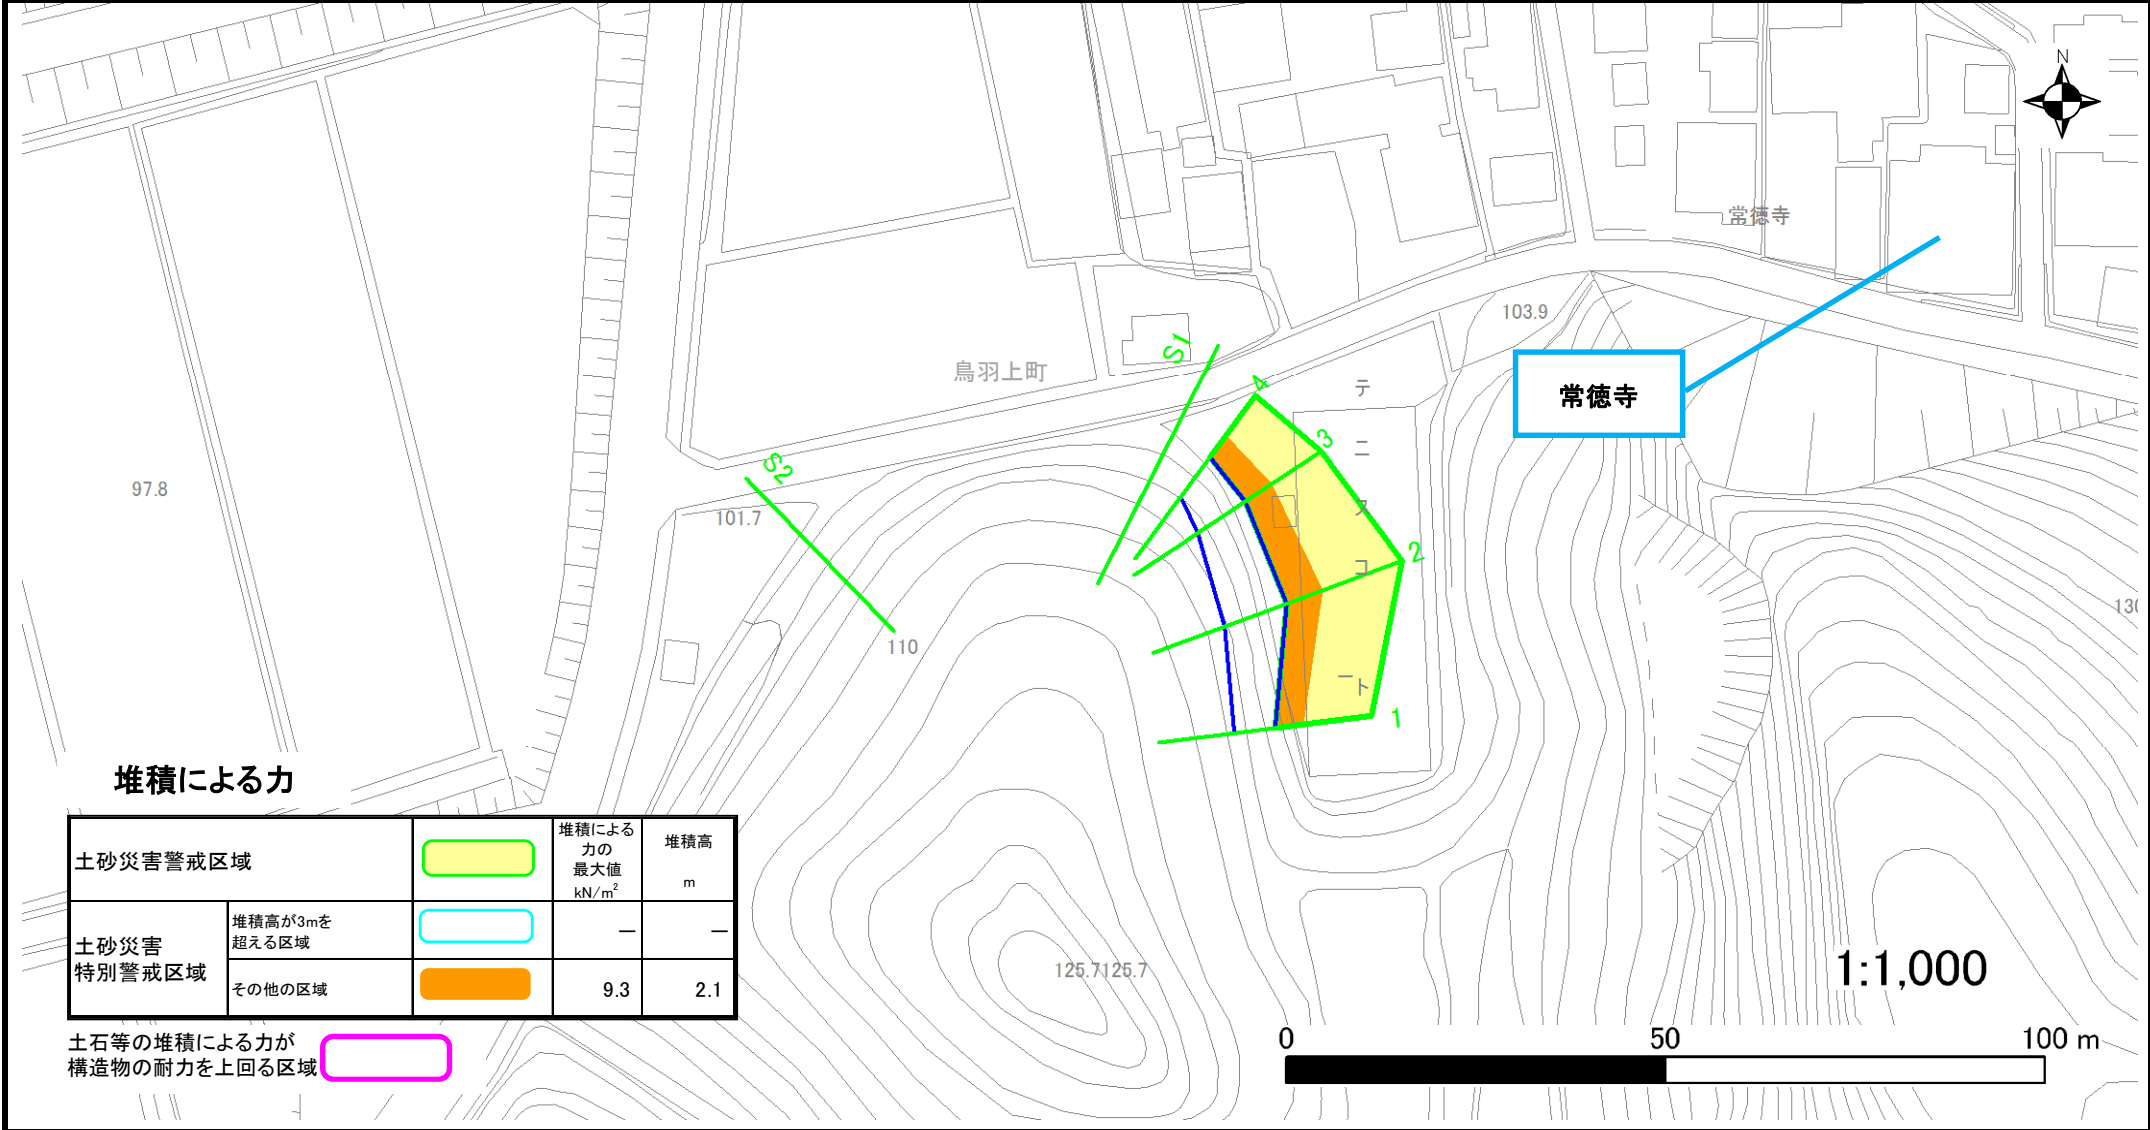 N
常徳寺
103.9
S1
鳥羽上町
4
テニスコート
常徳寺
3
S2
97.8
101.7
2
130
110
1
堆積による力
土砂災害警戒区域
堆積による
力の
最大値
kN/m²
堆積高
m
土砂災害
特別警戒区域
堆積高が3mを
超える区域
― ―
その他の区域
9.3 2.1
125.7125.7
1:1,000
土石等の堆積による力が
構造物の耐力を上回る区域
0 50 100 m